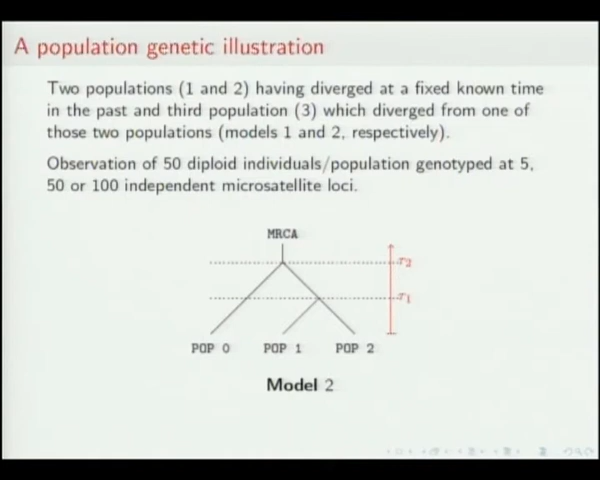 A population genetic illustration
Two populations (1 and 2) having diverged at a fixed known time
in the past and third population (3) which diverged from one of
those two populations (models 1 and 2, respectively).
Observation of 50 diploid individuals/population genotyped at 5,
50 or 100 independent microsatellite loci.
MRCA
τ2
τ1
POP 0 POP 1 POP 2
Model 2